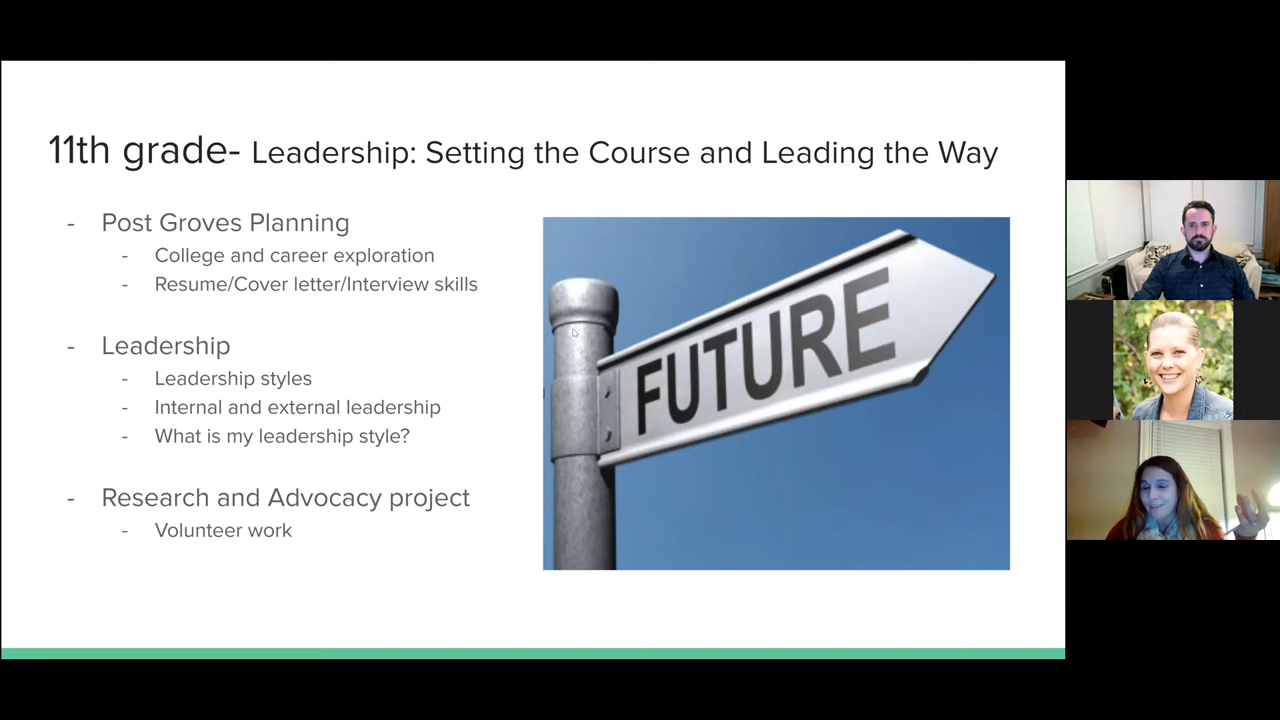 11th grade- Leadership: Setting the Course and Leading the Way
- Post Groves Planning
- College and career exploration
- Resume/Cover letter/Interview skills
- Leadership
- Leadership styles
- Internal and external leadership
- What is my leadership style?
- Research and Advocacy project
- Volunteer work
FUTURE